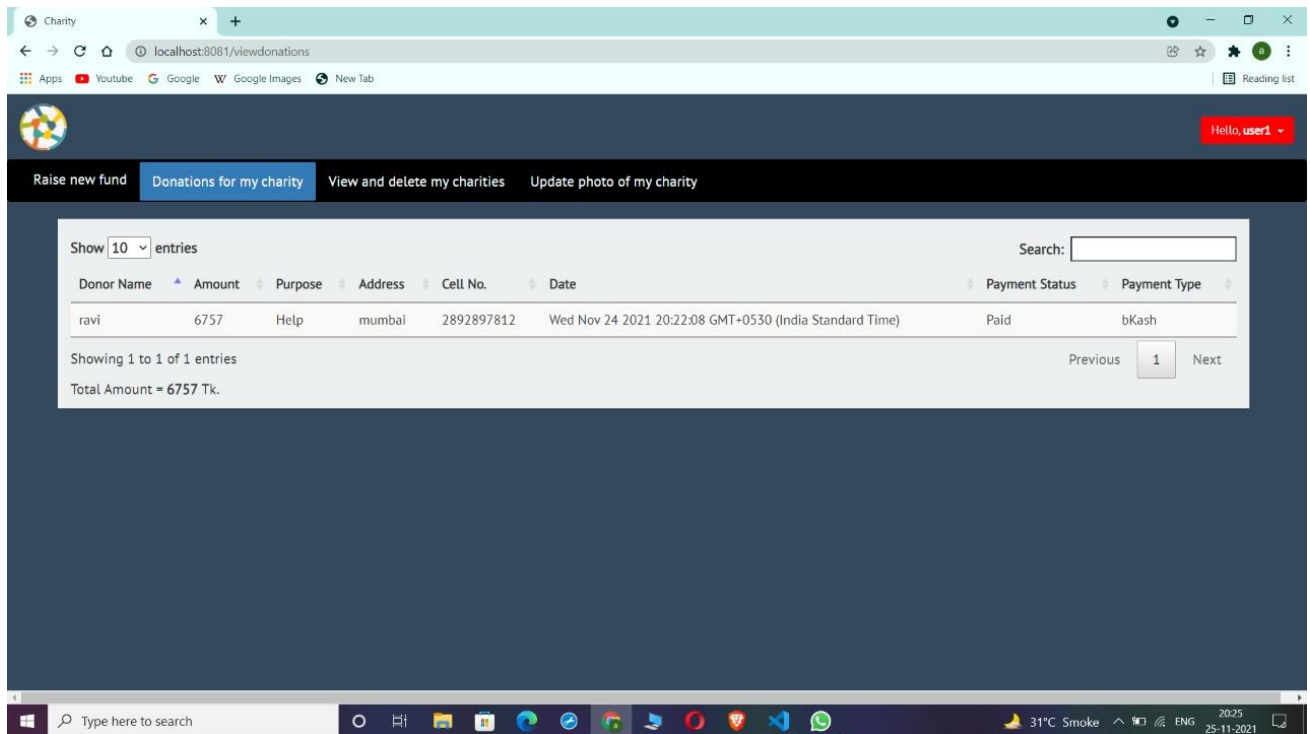 Charity
localhost:8081/viewdonations
Apps Youtube Google Google Images New Tab Reading list
Hello, user1
Raise new fund Donations for my charity View and delete my charities Update photo of my charity
Show 10 entries Search:
Donor Name Amount Purpose Address Cell No. Date Payment Status Payment Type
ravi 6757 Help mumbai 2892897812 Wed Nov 24 2021 20:22:08 GMT+0530 (India Standard Time) Paid bKash
Showing 1 to 1 of 1 entries Previous 1 Next
Total Amount = 6757 Tk.
Type here to search 31°C Smoke ENG 20:25
25-11-2021